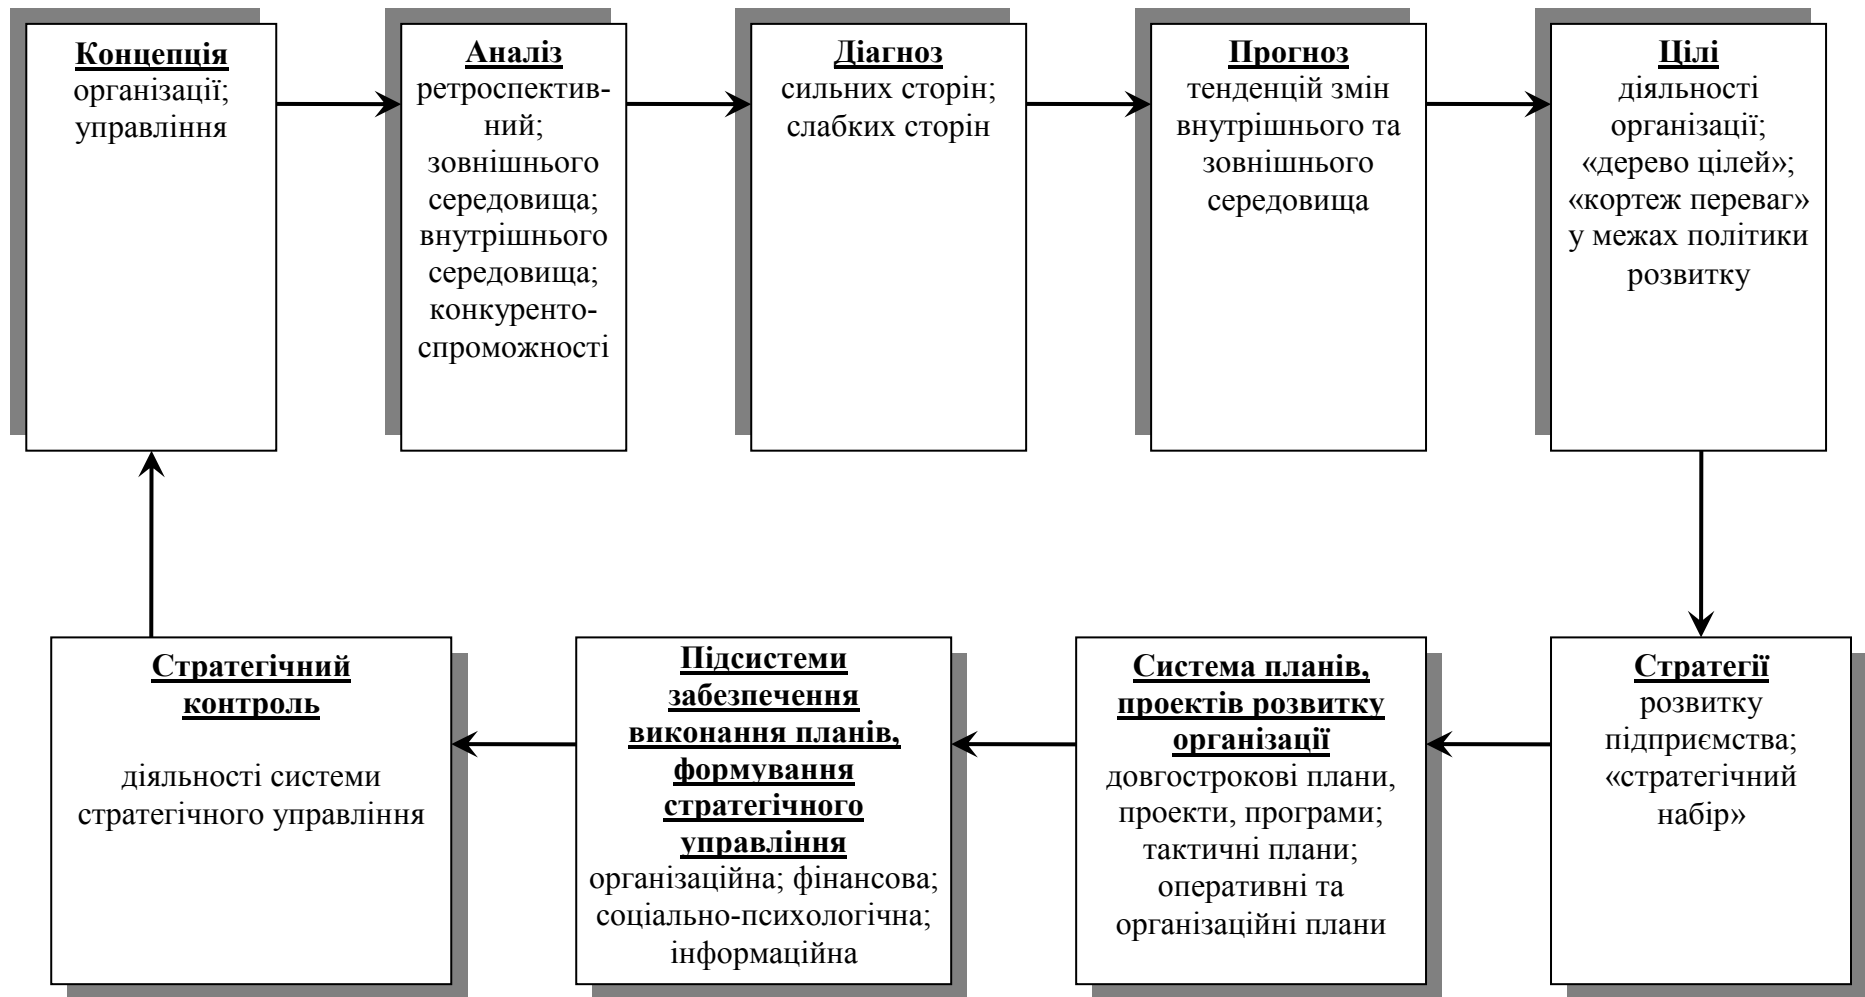 Концепція
організації;
управління
Аналіз
ретроспектив-
ний;
зовнішнього
середовища;
внутрішнього
середовища;
конкуренто-
спроможності
Діагноз
сильних сторін;
слабких сторін
Прогноз
тенденцій змін
внутрішнього та
зовнішнього
середовища
Цілі
діяльності
організації;
«дерево цілей»;
«кортеж переваг»
у межах політики
розвитку
Стратегічний
контроль
діяльності системи
стратегічного управління
Підсистеми
забезпечення
виконання планів,
формування
стратегічного
управління
організаційна; фінансова;
соціально-психологічна;
інформаційна
Система планів,
проектів розвитку
організації
довгострокові плани,
проекти, програми;
тактичні плани;
оперативні та
організаційні плани
Стратегії
розвитку
підприємства;
«стратегічний
набір»